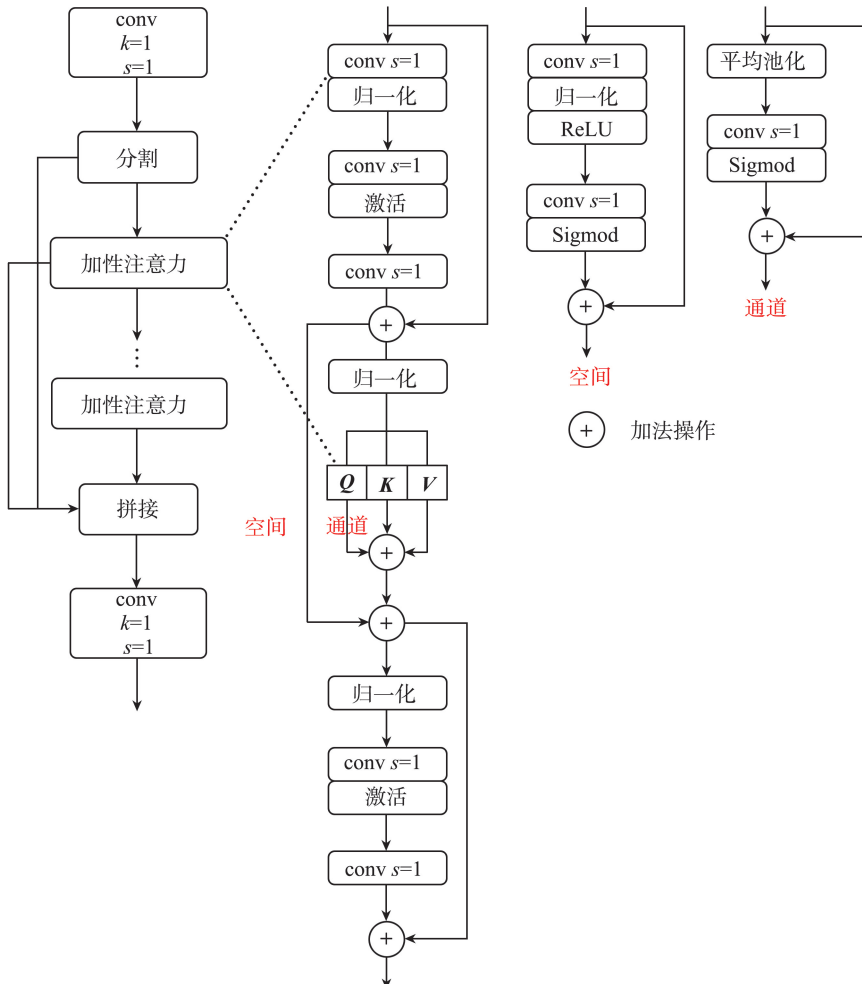 conv
k=1
s=1
分割
加性注意力
⋮
加性注意力
拼接
conv
k=1
s=1
conv s=1
归一化
conv s=1
激活
conv s=1
+
归一化
Q K V
空间 通道
+
+
归一化
conv s=1
激活
conv s=1
+
conv s=1
归一化
ReLU
conv s=1
Sigmod
+
空间
平均池化
conv s=1
Sigmod
+
通道
+ 加法操作